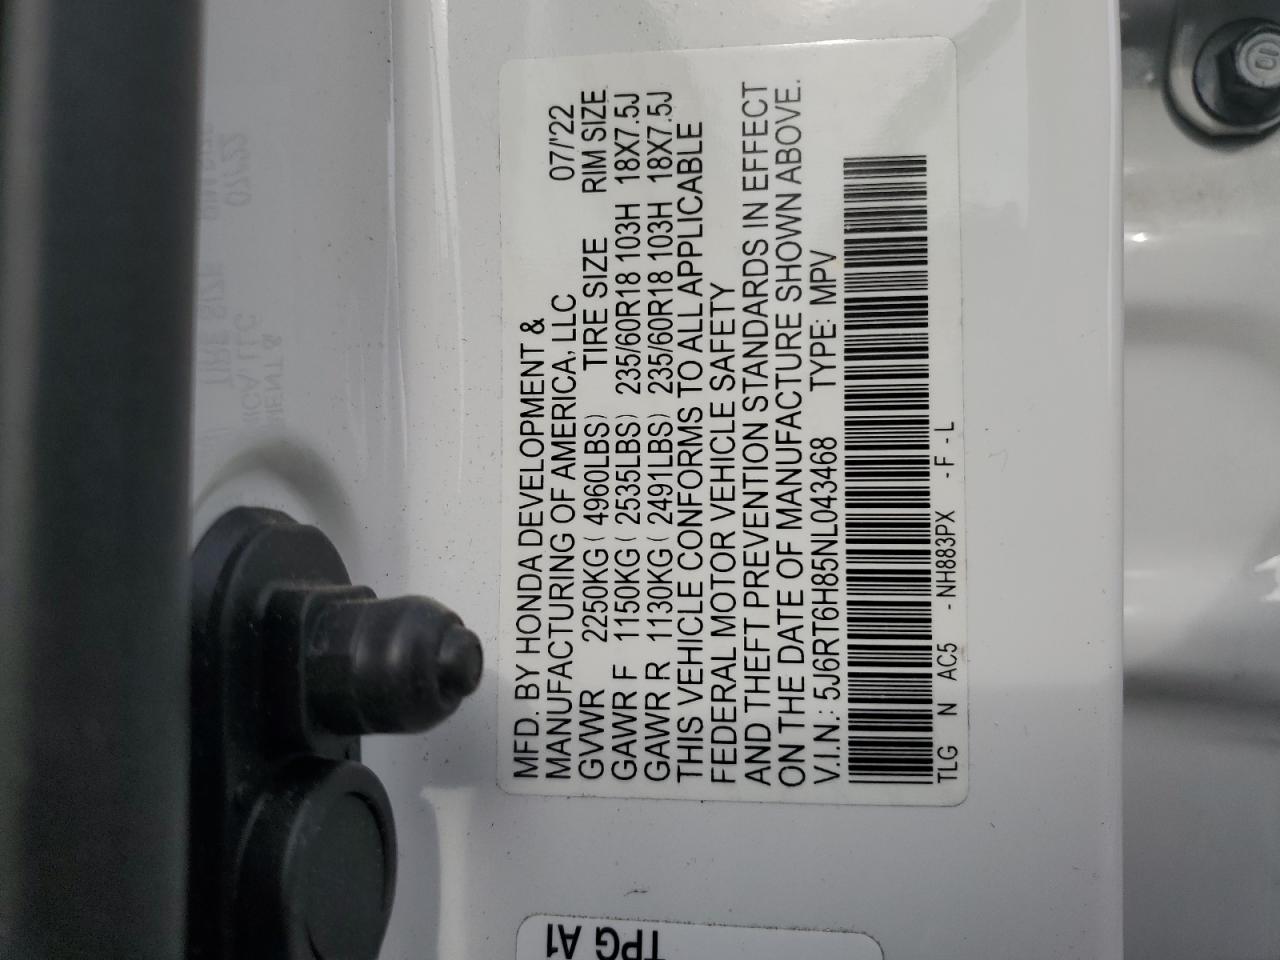 MFD. BY HONDA DEVELOPMENT &
MANUFACTURING OF AMERICA, LLC 07/'22
GVWR 2250KG ( 4960LBS) TIRE SIZE RIM SIZE
GAWR F 1150KG ( 2535LBS) 235/60R18 103H 18X7.5J
GAWR R 1130KG ( 2491LBS) 235/60R18 103H 18X7.5J
THIS VEHICLE CONFORMS TO ALL APPLICABLE
FEDERAL MOTOR VEHICLE SAFETY
AND THEFT PREVENTION STANDARDS IN EFFECT
ON THE DATE OF MANUFACTURE SHOWN ABOVE.
V.I.N.: 5J6RT6H85NL043468 TYPE: MPV
TLG N AC5 - NH883PX - F - L
TPG A1